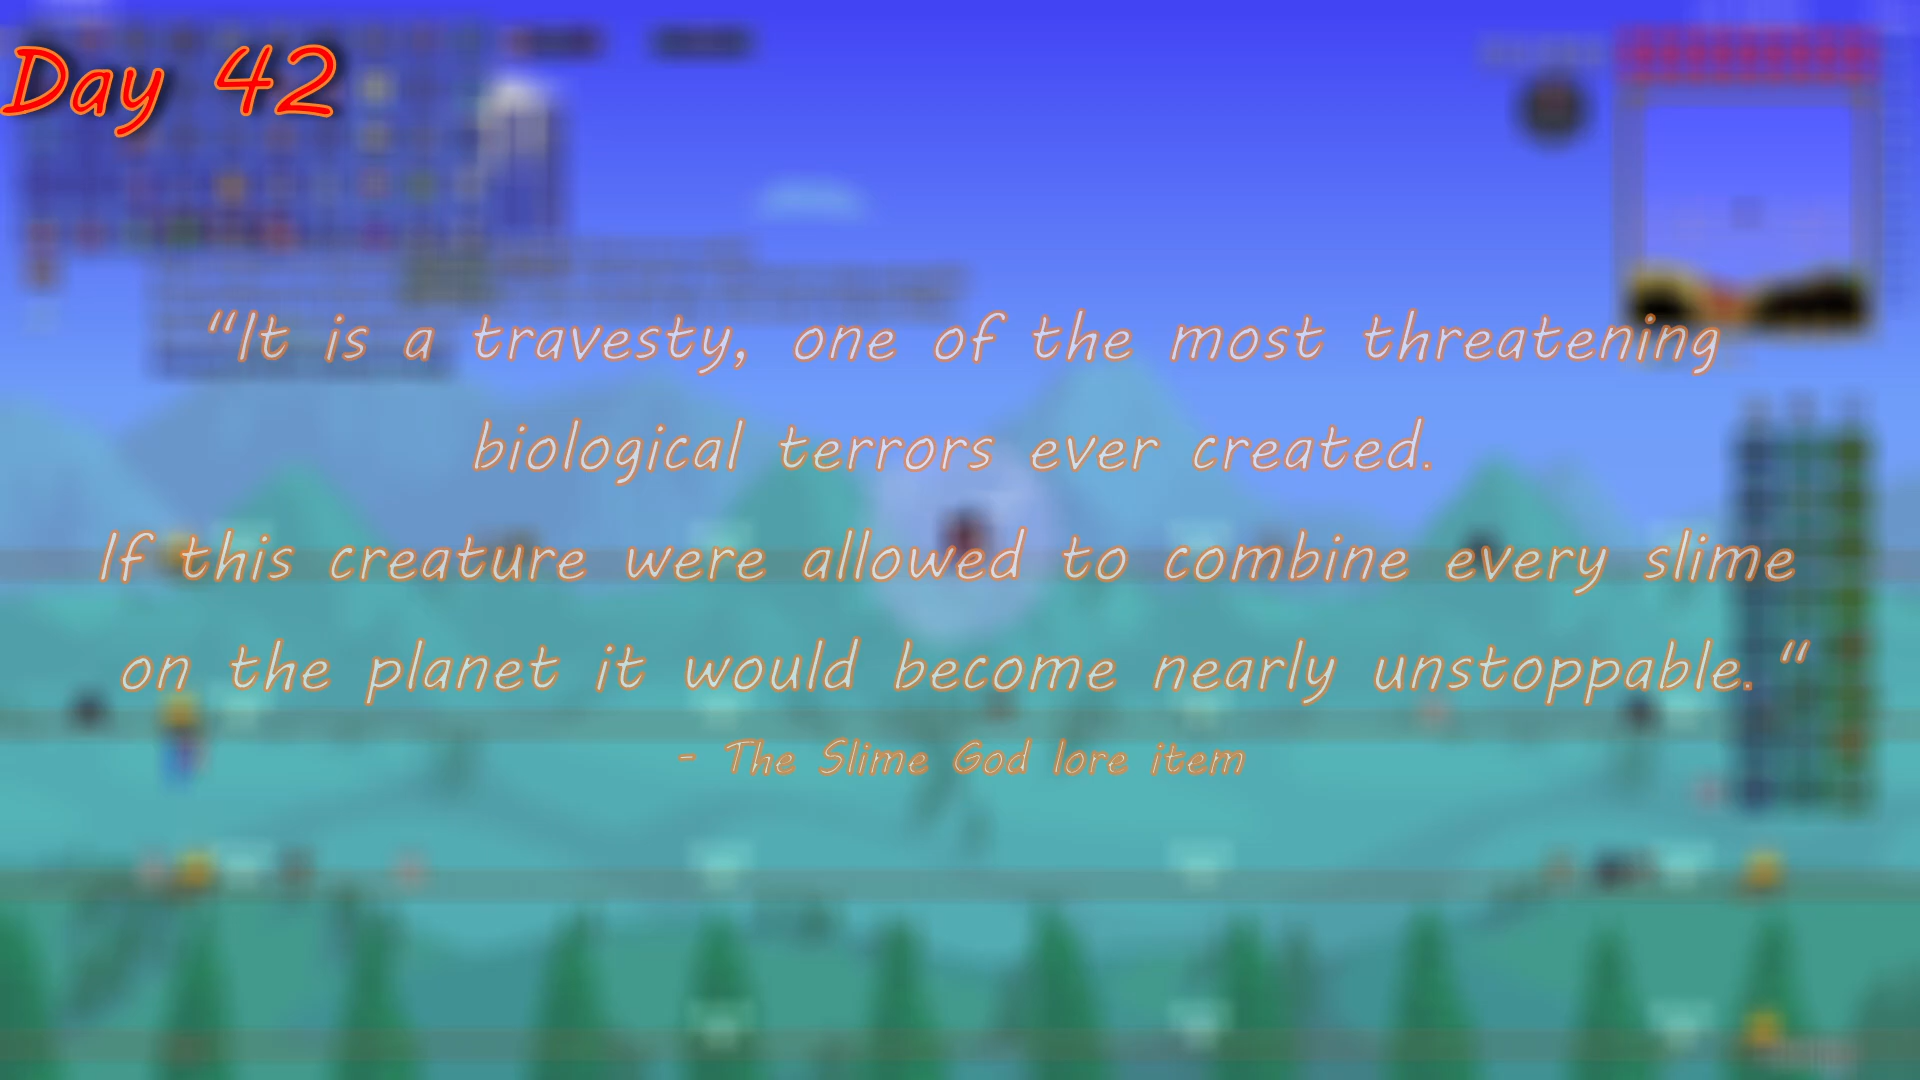 Day 42
"It is a travesty, one of the most threatening
biological terrors ever created.
If this creature were allowed to combine every slime
on the planet it would become nearly unstoppable."
- The Slime God lore item